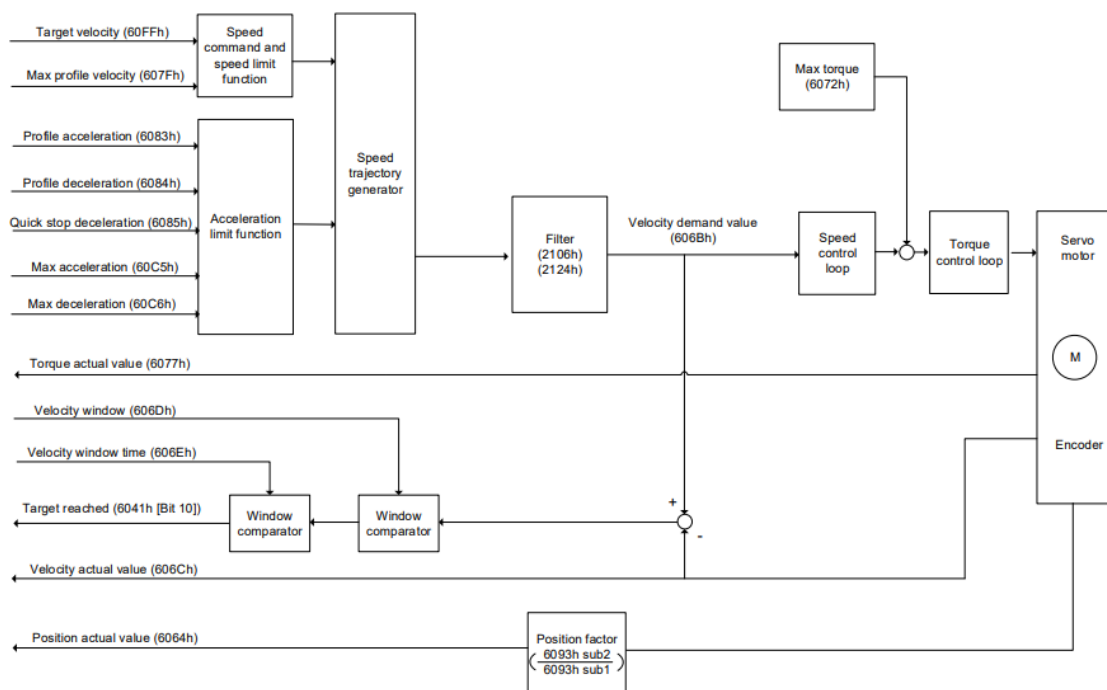 Target velocity (60FFh)
Max profile velocity (607Fh)
Speed
command and
speed limit
function
Profile acceleration (6083h)
Profile deceleration (6084h)
Quick stop deceleration (6085h)
Max acceleration (60C5h)
Max deceleration (60C6h)
Acceleration
limit function
Speed
trajectory
generator
Filter
(2106h)
(2124h)
Velocity demand value
(606Bh)
Max torque
(6072h)
Speed
control
loop
Torque
control loop
Servo
motor
M
Encoder
Torque actual value (6077h)
Velocity window (606Dh)
Velocity window time (606Eh)
Target reached (6041h [Bit 10])
Window
comparator
Window
comparator
+
-
Velocity actual value (606Ch)
Position actual value (6064h)
Position factor
(6093h sub2
6093h sub1)